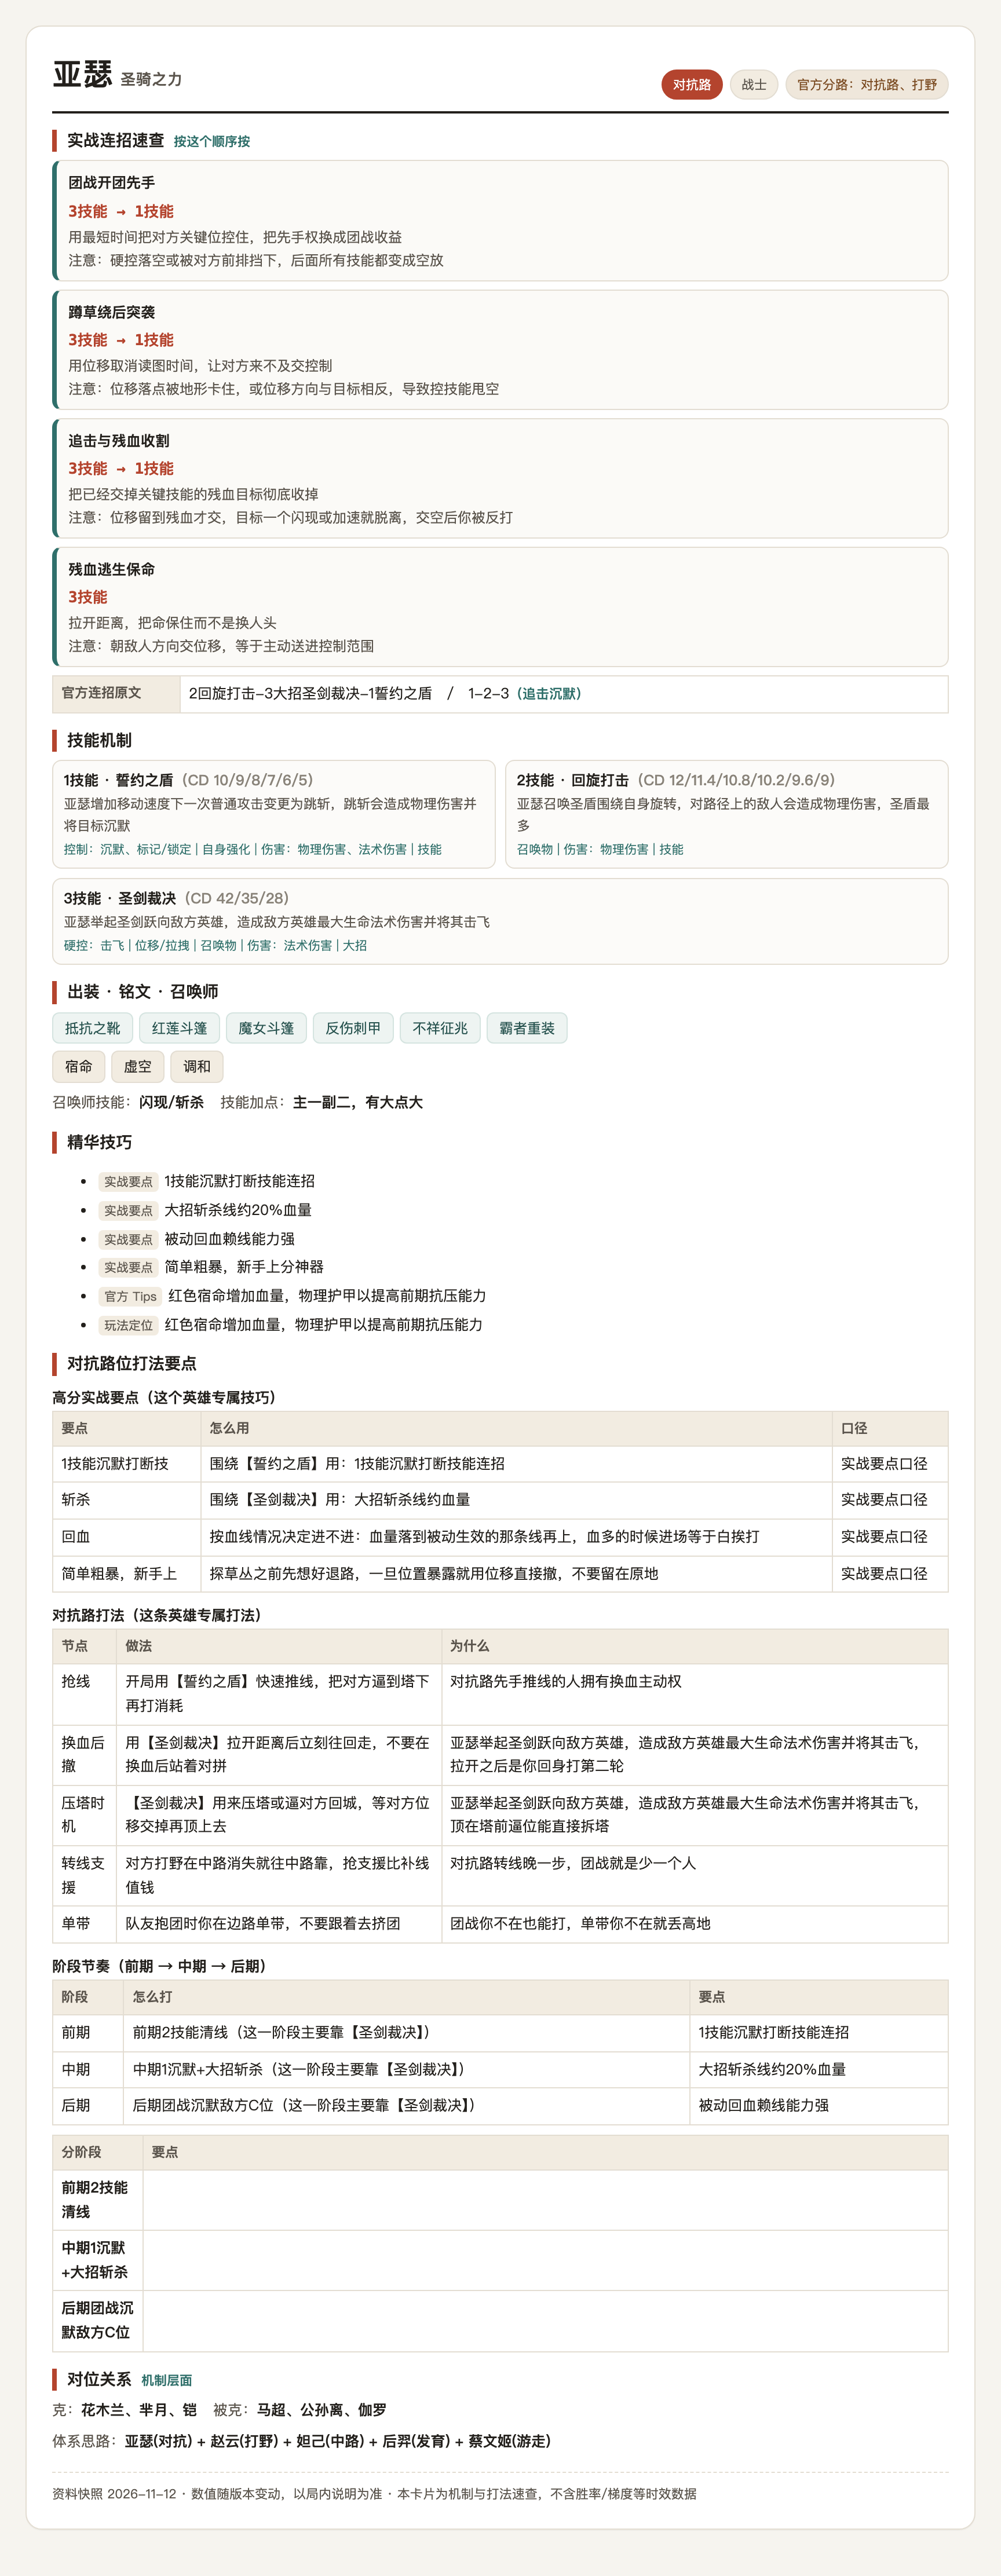 亚瑟 圣骑之力
对抗路 战士 官方分路：对抗路、打野
实战连招速查 按这个顺序按
团战开团先手
3技能 → 1技能
用最短时间把对方关键位控住，把先手权换成团战收益
注意：硬控落空或被对方前排挡下，后面所有技能都变成空放
蹲草绕后突袭
3技能 → 1技能
用位移取消读图时间，让对方来不及交控制
注意：位移落点被地形卡住，或位移方向与目标相反，导致控技能甩空
追击与残血收割
3技能 → 1技能
把已经交掉关键技能的残血目标彻底收掉
注意：位移留到残血才交，目标一个闪现或加速就脱离，交空后你被反打
残血逃生保命
3技能
拉开距离，把命保住而不是换人头
注意：朝敌人方向交位移，等于主动送进控制范围
官方连招原文 2回旋打击-3大招圣剑裁决-1誓约之盾 / 1-2-3（追击沉默）
技能机制
1技能 · 誓约之盾（CD 10/9/8/7/6/5）
亚瑟增加移动速度下一次普通攻击变更为跳斩，跳斩会造成物理伤害并
将目标沉默
控制：沉默、标记/锁定 | 自身强化 | 伤害：物理伤害、法术伤害 | 技能
2技能 · 回旋打击（CD 12/11.4/10.8/10.2/9.6/9）
亚瑟召唤圣盾围绕自身旋转，对路径上的敌人会造成物理伤害，圣盾最
多
召唤物 | 伤害：物理伤害 | 技能
3技能 · 圣剑裁决（CD 42/35/28）
亚瑟举起圣剑跃向敌方英雄，造成敌方英雄最大生命法术伤害并将其击飞
硬控：击飞 | 位移/拉拽 | 召唤物 | 伤害：法术伤害 | 大招
出装 · 铭文 · 召唤师
抵抗之靴 红莲斗篷 魔女斗篷 反伤刺甲 不祥征兆 霸者重装
宿命 虚空 调和
召唤师技能：闪现/斩杀 技能加点：主一副二，有大点大
精华技巧
• 实战要点 1技能沉默打断技能连招
• 实战要点 大招斩杀线约20%血量
• 实战要点 被动回血赖线能力强
• 实战要点 简单粗暴，新手上分神器
• 官方 Tips 红色宿命增加血量，物理护甲以提高前期抗压能力
• 玩法定位 红色宿命增加血量，物理护甲以提高前期抗压能力
对抗路位打法要点
高分实战要点（这个英雄专属技巧）
要点 怎么用 口径
1技能沉默打断技 围绕【誓约之盾】用：1技能沉默打断技能连招 实战要点口径
斩杀 围绕【圣剑裁决】用：大招斩杀线约血量 实战要点口径
回血 按血线情况决定进不进：血量落到被动生效的那条线再上，血多的时候进场等于白挨打 实战要点口径
简单粗暴，新手上 探草丛之前先想好退路，一旦位置暴露就用位移直接撤，不要留在原地 实战要点口径
对抗路打法（这条英雄专属打法）
节点 做法 为什么
抢线 开局用【誓约之盾】快速推线，把对方逼到塔下
再打消耗 对抗路先手推线的人拥有换血主动权
换血后
撤 用【圣剑裁决】拉开距离后立刻往回走，不要在
换血后站着对拼 亚瑟举起圣剑跃向敌方英雄，造成敌方英雄最大生命法术伤害并将其击飞，
拉开之后是你回身打第二轮
压塔时
机 【圣剑裁决】用来压塔或逼对方回城，等对方位
移交掉再顶上去 亚瑟举起圣剑跃向敌方英雄，造成敌方英雄最大生命法术伤害并将其击飞，
顶在塔前逼位能直接拆塔
转线支
援 对方打野在中路消失就往中路靠，抢支援比补线
值钱 对抗路转线晚一步，团战就是少一个人
单带 队友抱团时你在边路单带，不要跟着去挤团 团战你不在也能打，单带你不在就丢高地
阶段节奏（前期 → 中期 → 后期）
阶段 怎么打 要点
前期 前期2技能清线（这一阶段主要靠【圣剑裁决】） 1技能沉默打断技能连招
中期 中期1沉默+大招斩杀（这一阶段主要靠【圣剑裁决】） 大招斩杀线约20%血量
后期 后期团战沉默敌方C位（这一阶段主要靠【圣剑裁决】） 被动回血赖线能力强
分阶段 要点
前期2技能
清线
中期1沉默
+大招斩杀
后期团战沉
默敌方C位
对位关系 机制层面
克：花木兰、芈月、铠 被克：马超、公孙离、伽罗
体系思路：亚瑟(对抗) + 赵云(打野) + 妲己(中路) + 后羿(发育) + 蔡文姬(游走)
资料快照 2026-11-12 · 数值随版本变动，以局内说明为准 · 本卡片为机制与打法速查，不含胜率/梯度等时效数据